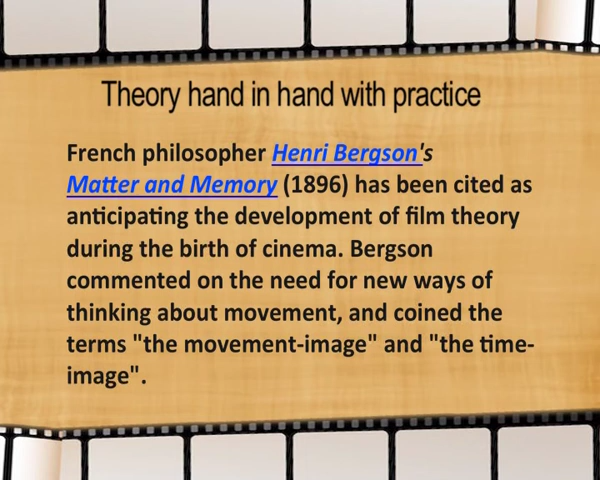 Theory hand in hand with practice
French philosopher Henri Bergson's
Matter and Memory (1896) has been cited as
anticipating the development of film theory
during the birth of cinema. Bergson
commented on the need for new ways of
thinking about movement, and coined the
terms "the movement-image" and "the time-
image".